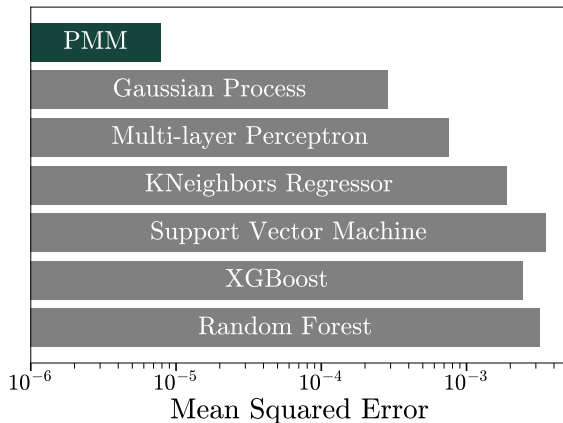 PMM
Gaussian Process
Multi-layer Perceptron
KNeighbors Regressor
Support Vector Machine
XGBoost
Random Forest
10⁻⁶ 10⁻⁵ 10⁻⁴ 10⁻³
Mean Squared Error